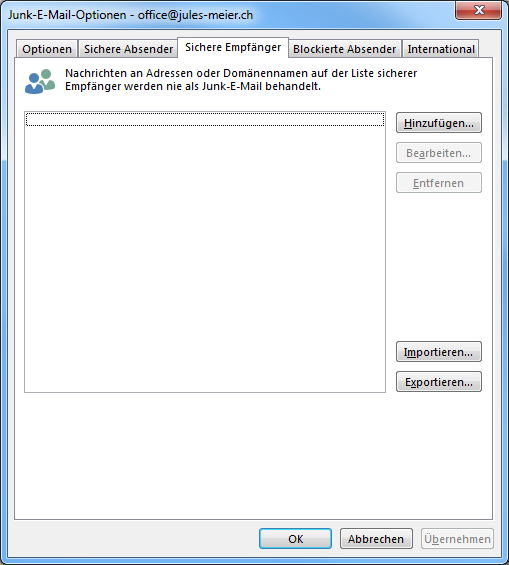 Junk-E-Mail-Optionen - office@jules-meier.ch
Optionen
Sichere Absender
Sichere Empfänger
Blockierte Absender
International
Nachrichten an Adressen oder Domänennamen auf der Liste sicherer
Empfänger werden nie als Junk-E-Mail behandelt.
Hinzufügen...
Bearbeiten...
Entfernen
Importieren...
Exportieren...
OK
Abbrechen
Übernehmen